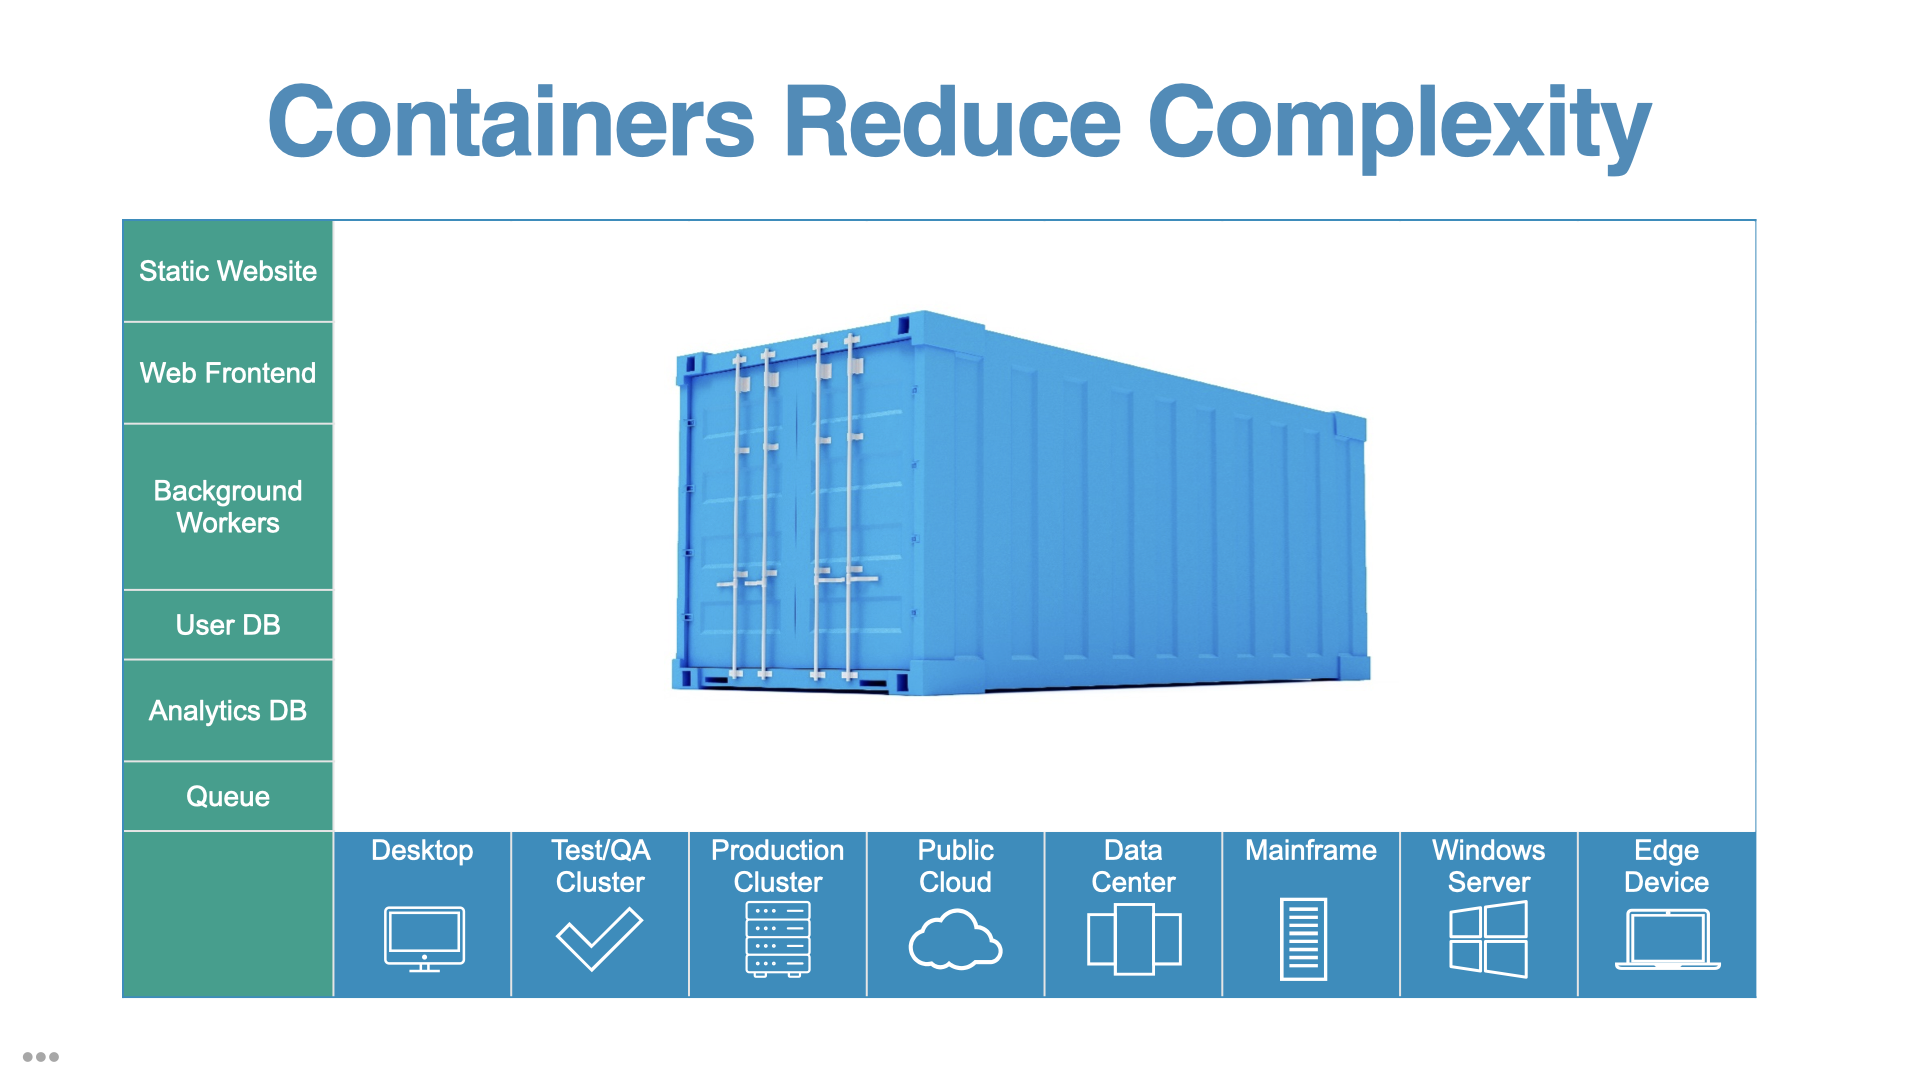 Containers Reduce Complexity
Static Website
Web Frontend
Background
Workers
User DB
Analytics DB
Queue
Desktop
Test/QA
Cluster
Production
Cluster
Public
Cloud
Data
Center
Mainframe
Windows
Server
Edge
Device